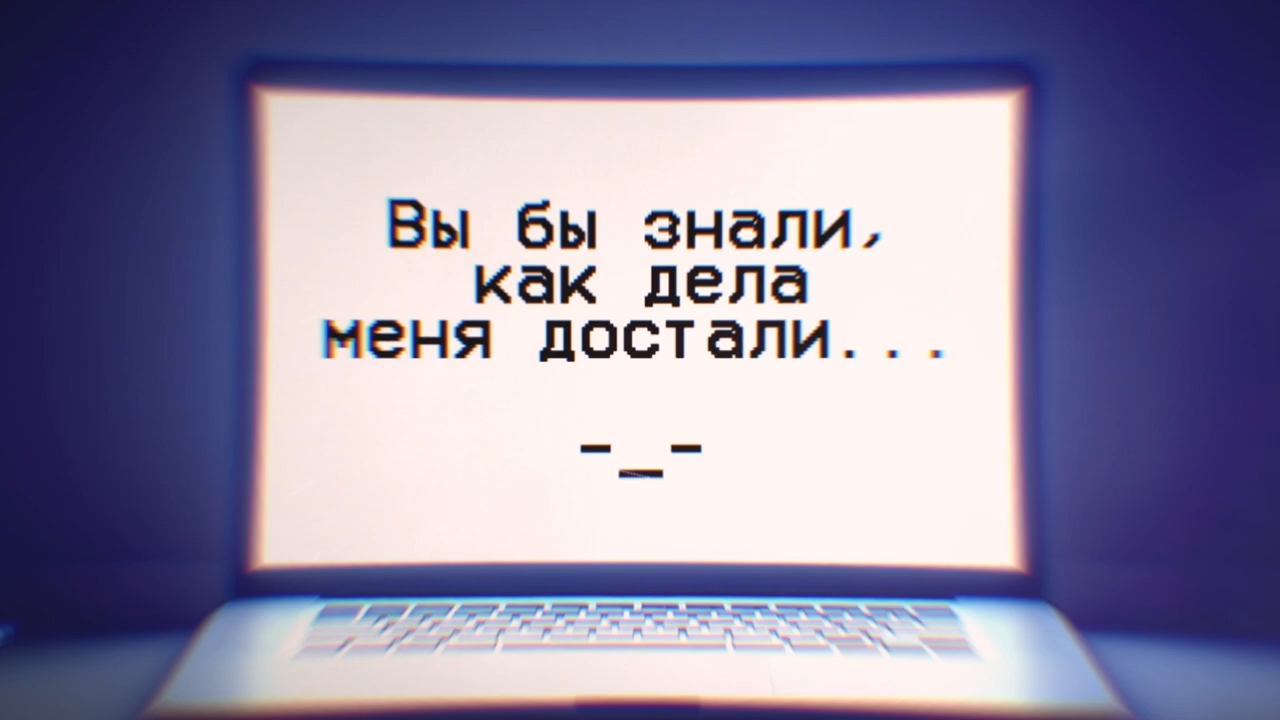 Вы бы знали,
как дела
меня достали...
-_-